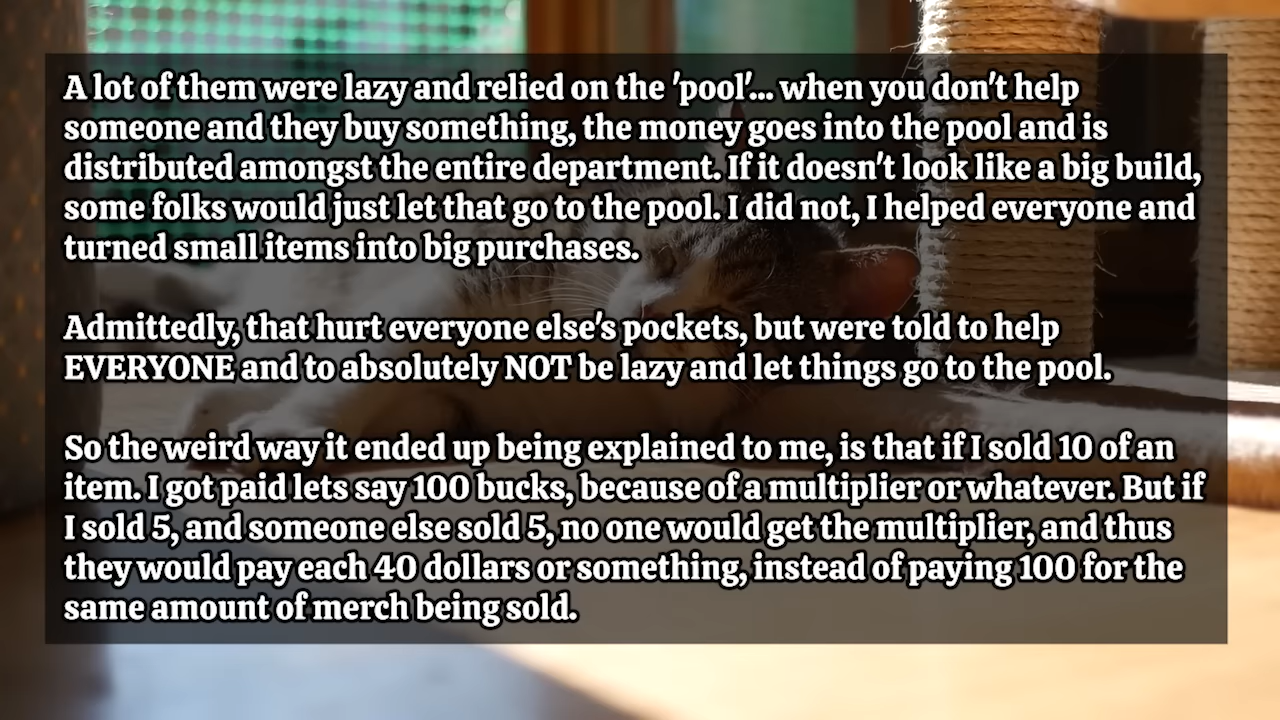 A lot of them were lazy and relied on the 'pool'... when you don't help
someone and they buy something, the money goes into the pool and is
distributed amongst the entire department. If it doesn't look like a big build,
some folks would just let that go to the pool. I did not, I helped everyone and
turned small items into big purchases.
Admittedly, that hurt everyone else's pockets, but were told to help
EVERYONE and to absolutely NOT be lazy and let things go to the pool.
So the weird way it ended up being explained to me, is that if I sold 10 of an
item. I got paid lets say 100 bucks, because of a multiplier or whatever. But if
I sold 5, and someone else sold 5, no one would get the multiplier, and thus
they would pay each 40 dollars or something, instead of paying 100 for the
same amount of merch being sold.